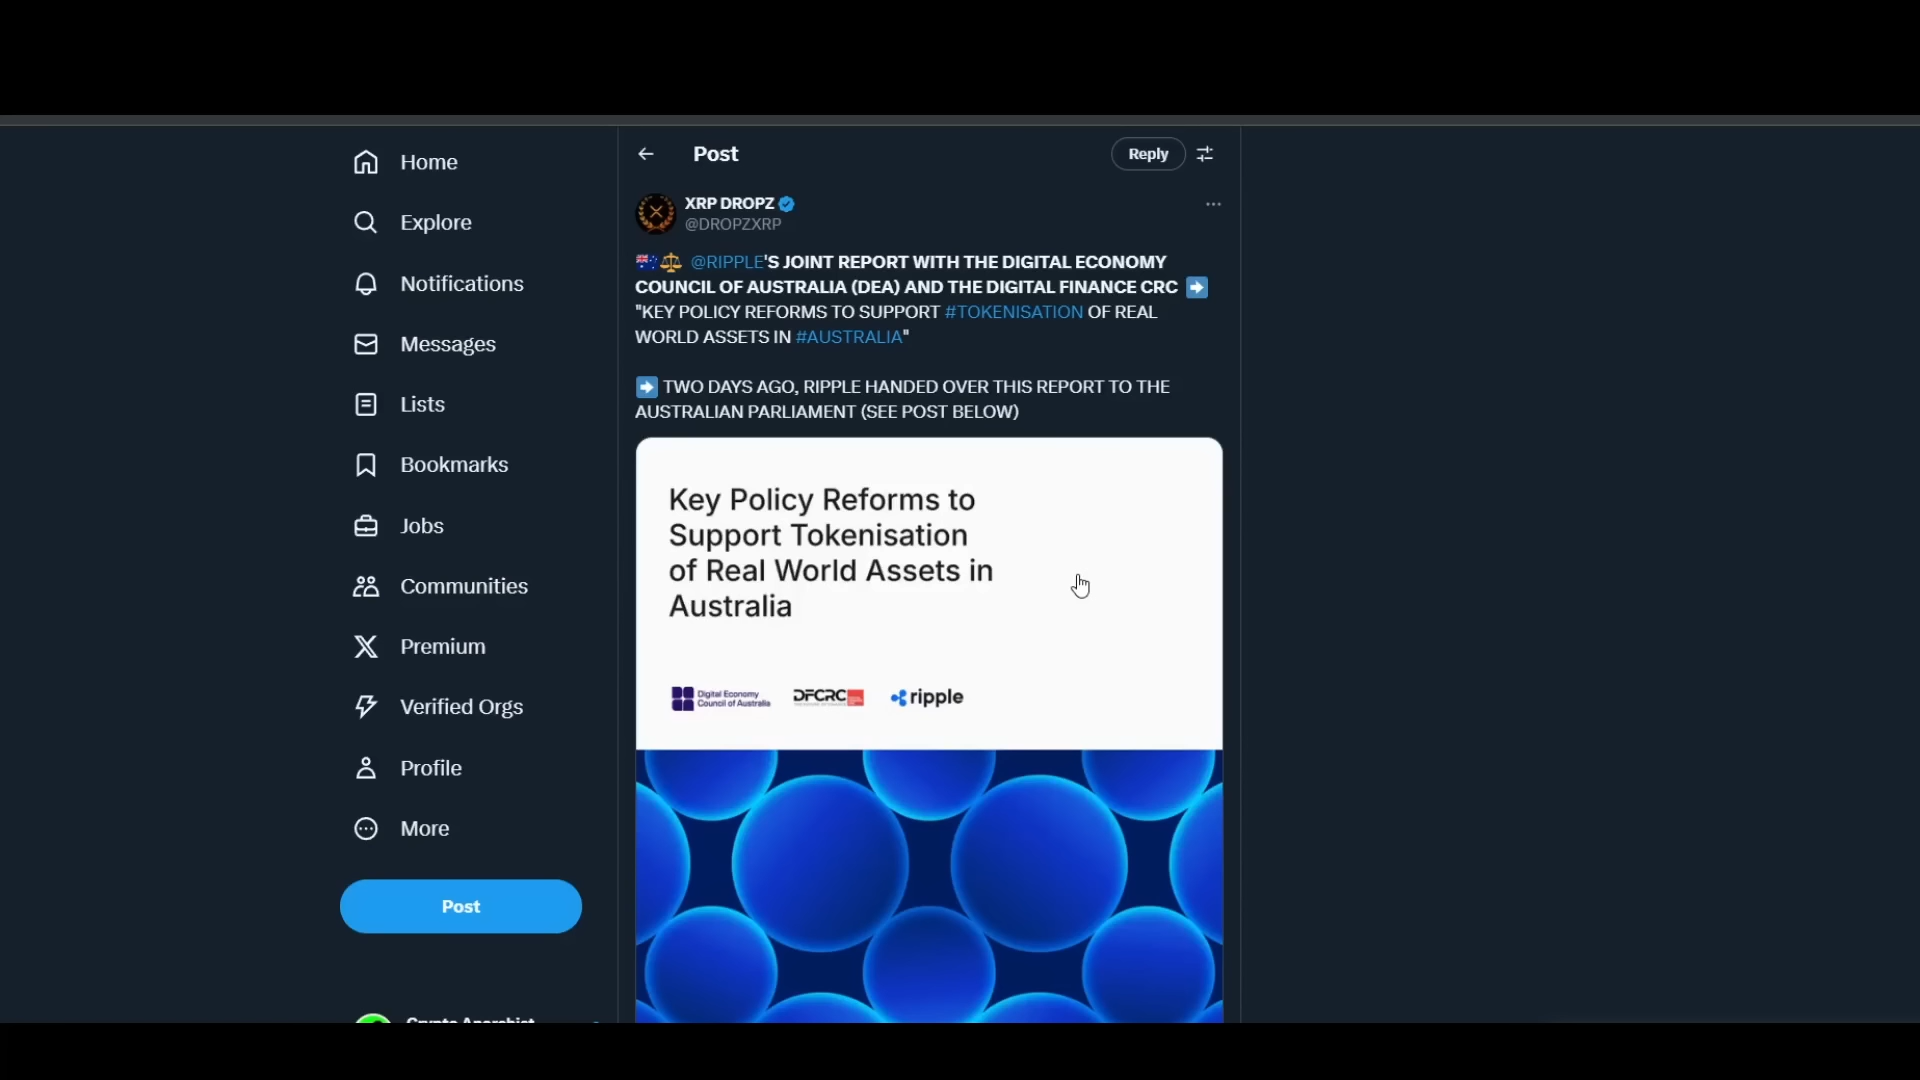 Home
Explore
Notifications
Messages
Lists
Bookmarks
Jobs
Communities
Premium
Verified Orgs
Profile
More
Post
Post
Reply
XRP DROPZ
@DROPZXRP
@RIPPLE'S JOINT REPORT WITH THE DIGITAL ECONOMY
COUNCIL OF AUSTRALIA (DEA) AND THE DIGITAL FINANCE CRC ➡️
"KEY POLICY REFORMS TO SUPPORT #TOKENISATION OF REAL
WORLD ASSETS IN #AUSTRALIA"
➡️ TWO DAYS AGO, RIPPLE HANDED OVER THIS REPORT TO THE
AUSTRALIAN PARLIAMENT (SEE POST BELOW)
Key Policy Reforms to
Support Tokenisation
of Real World Assets in
Australia
Digital Economy
Council of Australia
DFCRC
ripple